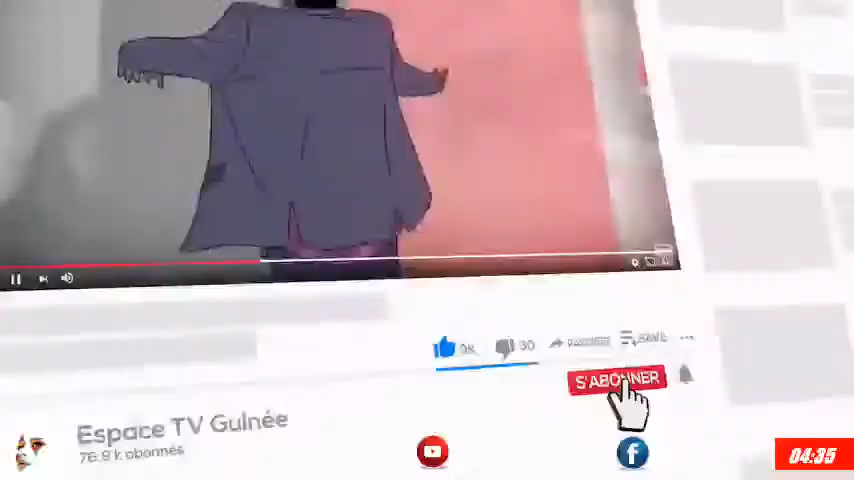 98
30
S'ABONNER
Espace TV Guinée
76.9 k abonnés
04:35